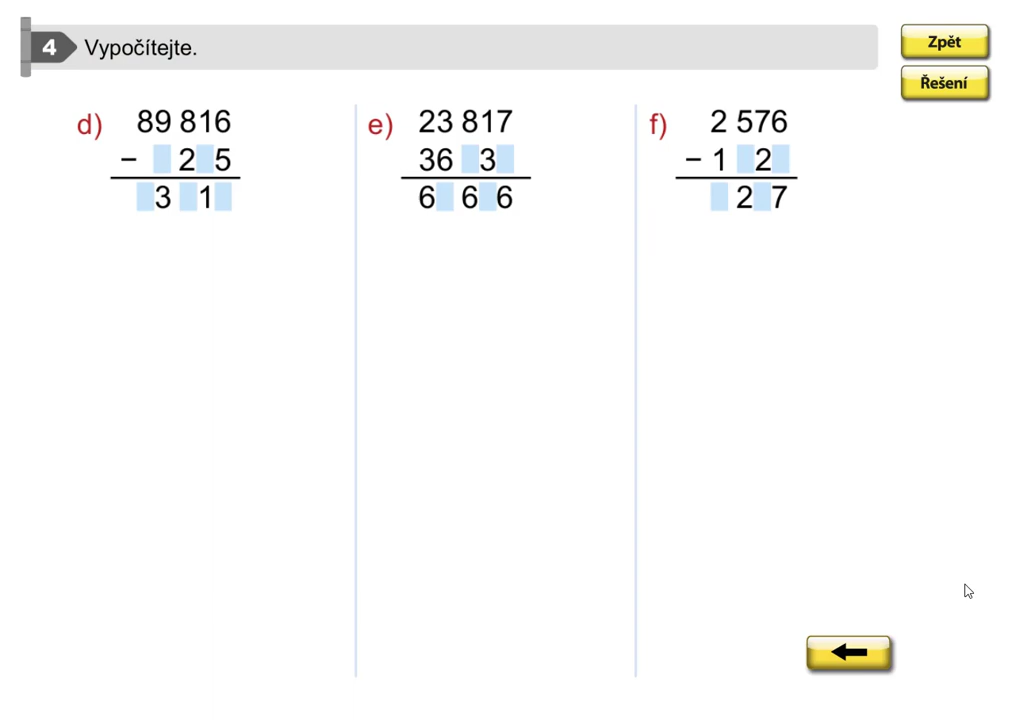 4 Vypočítejte. Zpět
Řešení
d) 89 816 e) 23 817 f) 2 576
− 2 5 36 3 − 1 2
3 1 6 6 6 2 7